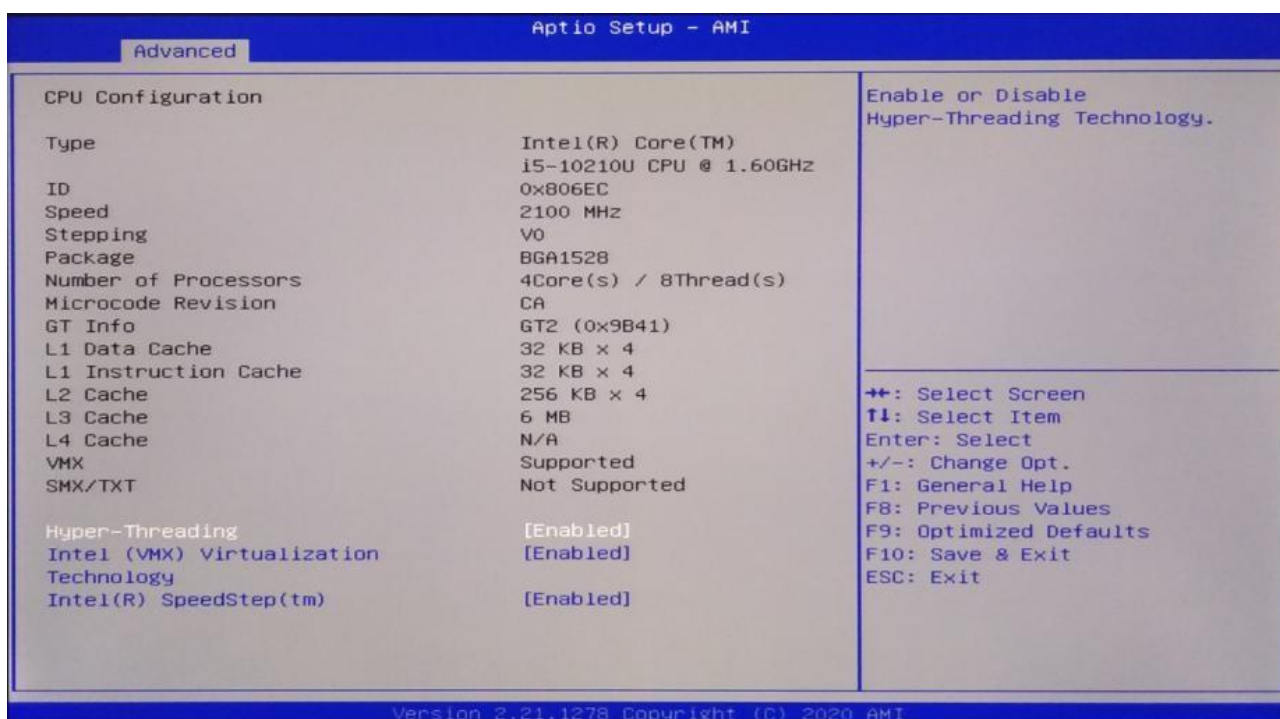 Aptio Setup – AMI
Advanced
CPU Configuration
Type Intel(R) Core(TM)
i5-10210U CPU @ 1.60GHz
ID 0x806EC
Speed 2100 MHz
Stepping V0
Package BGA1528
Number of Processors 4Core(s) / 8Thread(s)
Microcode Revision CA
GT Info GT2 (0x9B41)
L1 Data Cache 32 KB x 4
L1 Instruction Cache 32 KB x 4
L2 Cache 256 KB x 4
L3 Cache 6 MB
L4 Cache N/A
VMX Supported
SMX/TXT Not Supported
Hyper-Threading [Enabled]
Intel (VMX) Virtualization [Enabled]
Technology
Intel(R) SpeedStep(tm) [Enabled]
Enable or Disable
Hyper-Threading Technology.
→←: Select Screen
↑↓: Select Item
Enter: Select
+/-: Change Opt.
F1: General Help
F8: Previous Values
F9: Optimized Defaults
F10: Save & Exit
ESC: Exit
Version 2.21.1278 Copyright (C) 2020 AMI